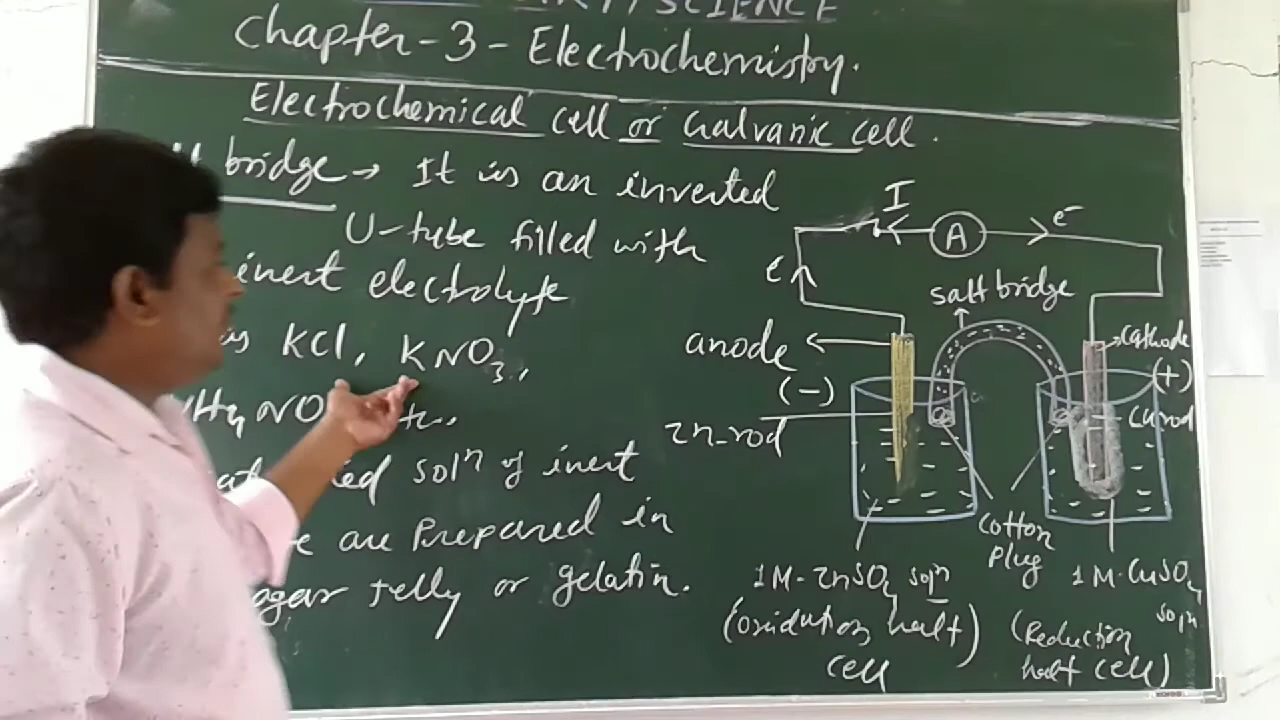 SCIENCE
Chapter-3-Electrochemistry.
Electrochemical cell or Galvanic cell.
bridge → It is an inverted
U-tube filled with
inert electrolyte
KCl, KNO3,
soln of inert
are Prepared in
agar Jelly or gelatin.
I
A
e-
e-
salt bridge
anode
(-)
Zn-rod
cathode
(+)
Cu rod
Cotton
Plug
1M-ZnSO4 soln
(oxidation half)
cell
1M-CuSO4
soln
(Reduction
half cell)